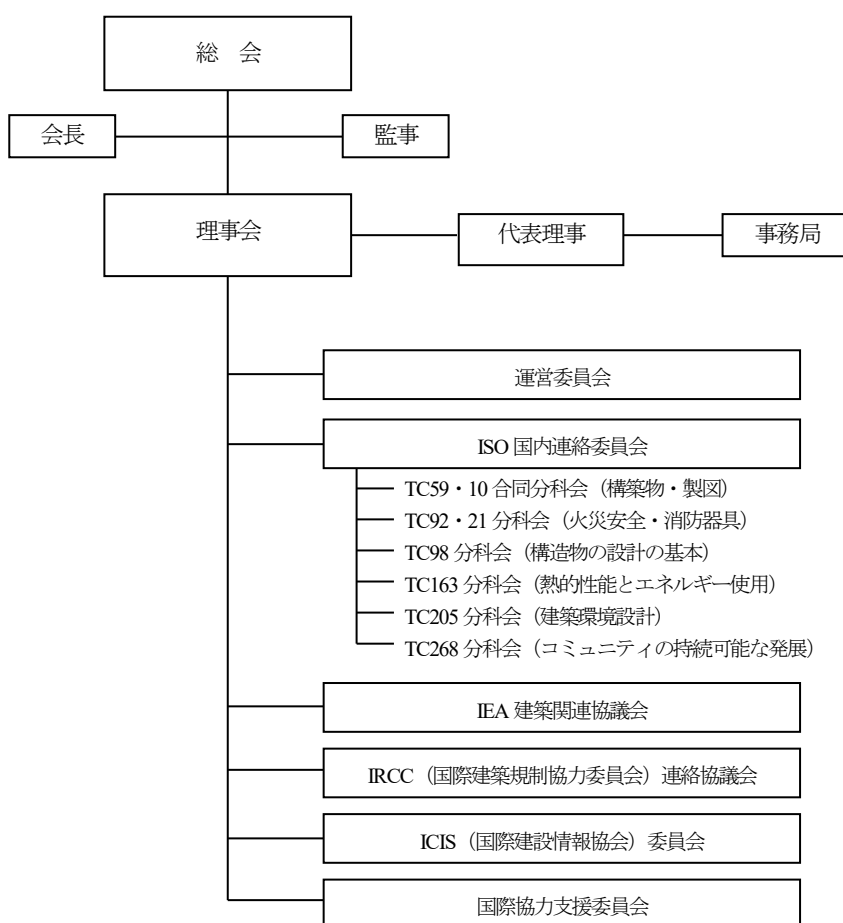 総　会
会長
監事
理事会
代表理事
事務局
運営委員会
ISO 国内連絡委員会
TC59・10 合同分科会（構築物・製図）
TC92・21 分科会（火災安全・消防器具）
TC98 分科会（構造物の設計の基本）
TC163 分科会（熱的性能とエネルギー使用）
TC205 分科会（建築環境設計）
TC268 分科会（コミュニティの持続可能な発展）
IEA 建築関連協議会
IRCC（国際建築規制協力委員会）連絡協議会
ICIS（国際建設情報協会）委員会
国際協力支援委員会